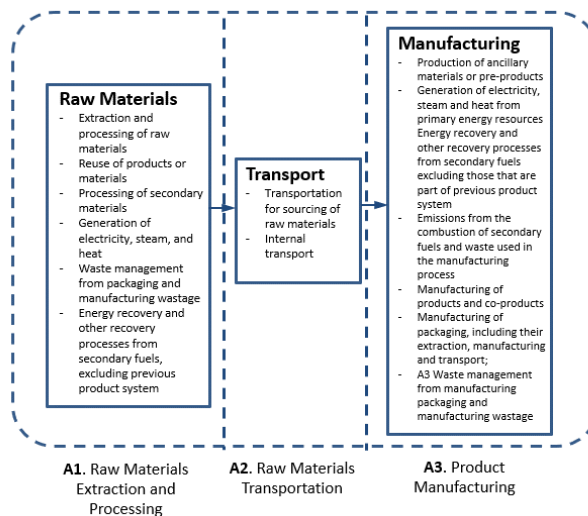 Raw Materials
- Extraction and
processing of raw
materials
- Reuse of products or
materials
- Processing of secondary
materials
- Generation of
electricity, steam, and
heat
- Waste management
from packaging and
manufacturing wastage
- Energy recovery and
other recovery
processes from
secondary fuels,
excluding previous
product system
Transport
- Transportation
for sourcing of
raw materials
- Internal
transport
Manufacturing
- Production of ancillary
materials or pre-products
- Generation of electricity,
steam and heat from
primary energy resources
Energy recovery and
other recovery processes
from secondary fuels
excluding those that are
part of previous product
system
- Emissions from the
combustion of secondary
fuels and waste used in
the manufacturing
process
- Manufacturing of
products and co-products
- Manufacturing of
packaging, including their
extraction, manufacturing
and transport;
- A3 Waste management
from manufacturing
packaging and
manufacturing wastage
A1. Raw Materials
Extraction and
Processing
A2. Raw Materials
Transportation
A3. Product
Manufacturing